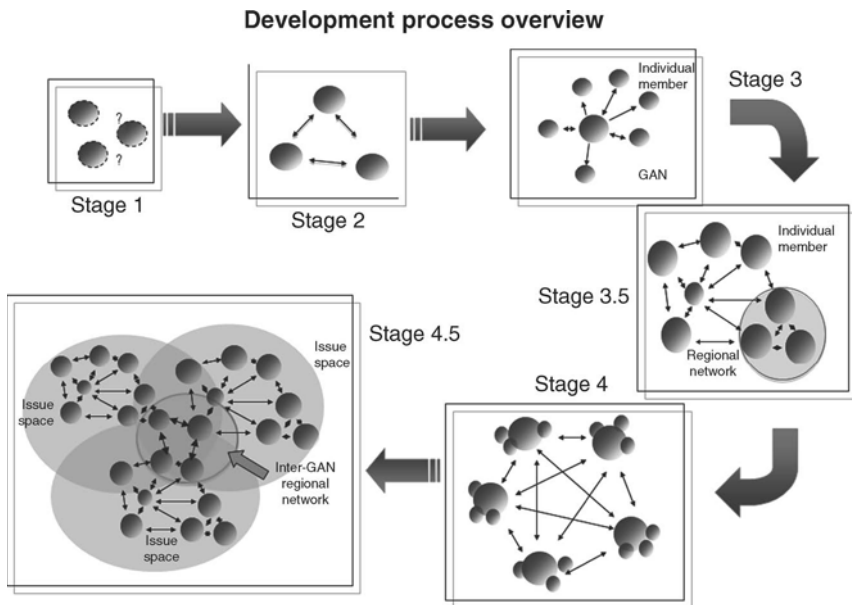 Development process overview
?
?
Stage 1
Stage 2
Individual
member
GAN
Stage 3
Individual
member
Regional
network
Stage 3.5
Stage 4
Stage 4.5
Issue
space
Issue
space
Issue
space
Inter-GAN
regional
network